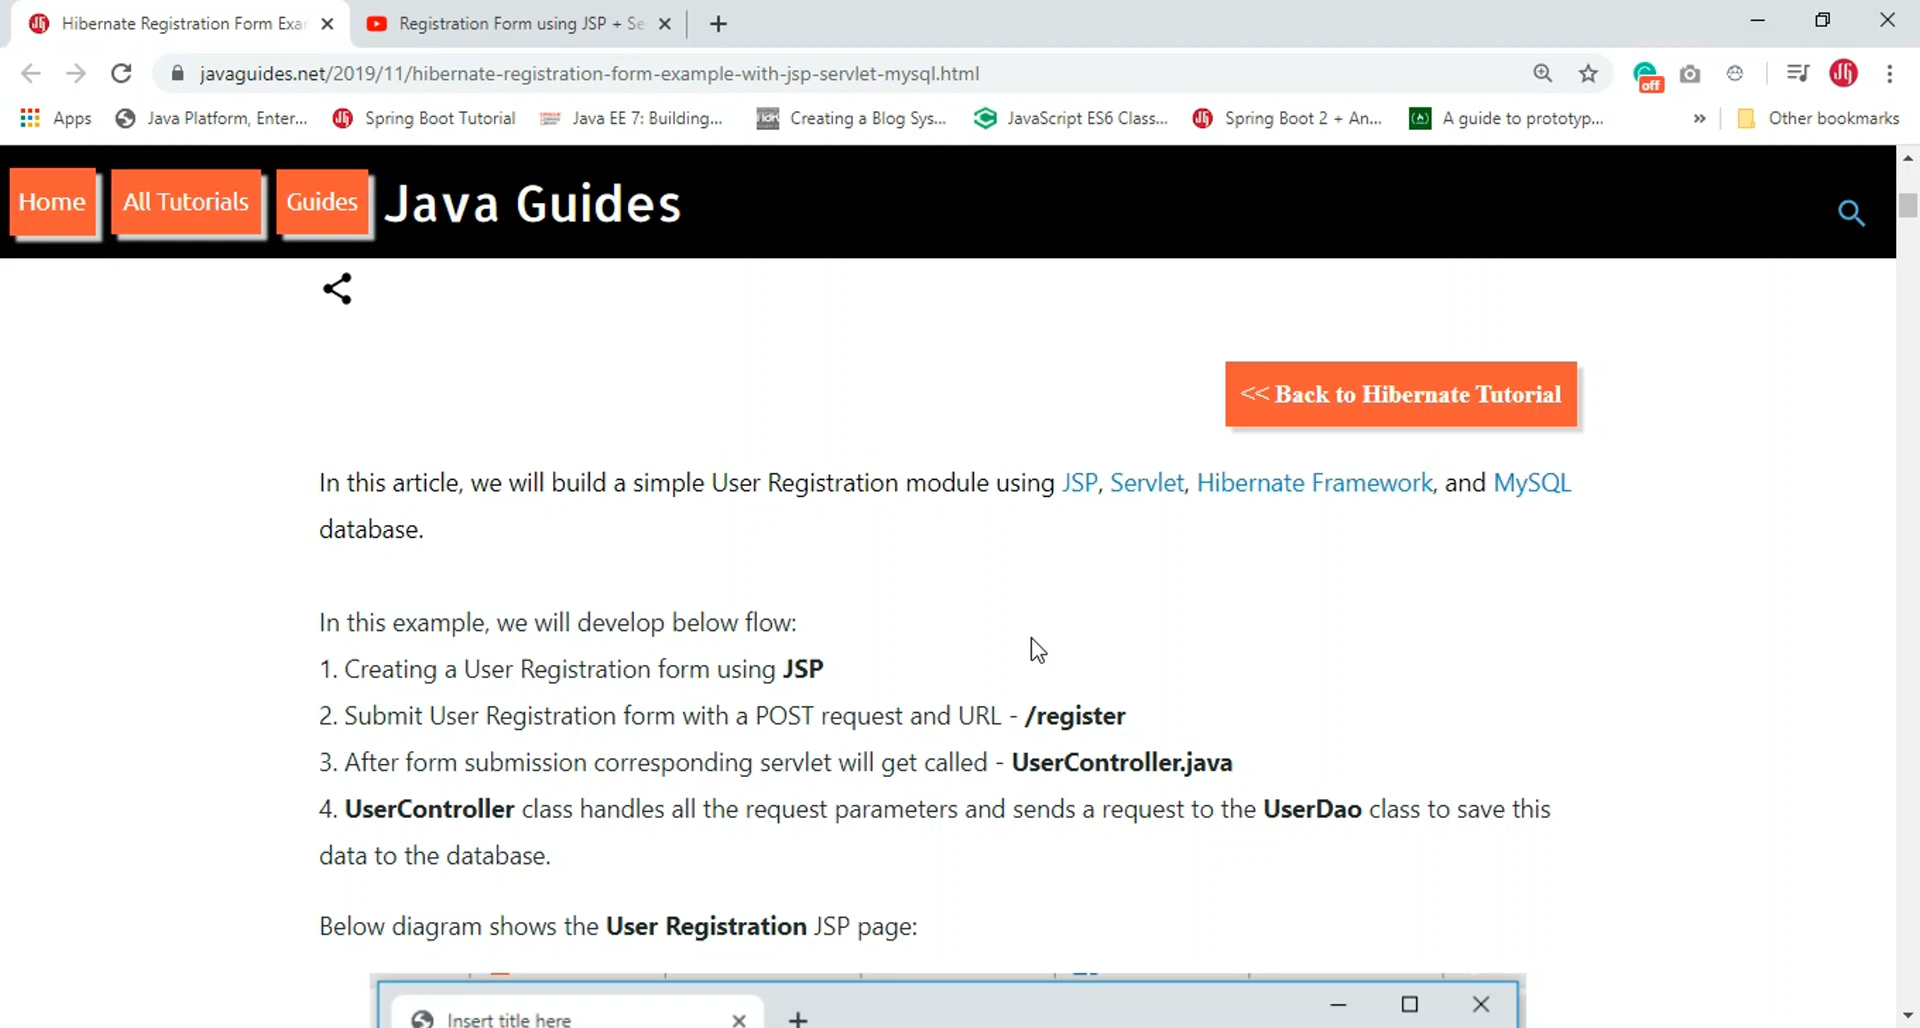 Hibernate Registration Form Exar
Registration Form using JSP + Se
javaguides.net/2019/11/hibernate-registration-form-example-with-jsp-servlet-mysql.html
off
Apps
Java Platform, Enter...
Spring Boot Tutorial
Java EE 7: Building...
Creating a Blog Sys...
JavaScript ES6 Class...
Spring Boot 2 + An...
A guide to prototyp...
»
Other bookmarks
Home
All Tutorials
Guides
Java Guides
<< Back to Hibernate Tutorial
In this article, we will build a simple User Registration module using JSP, Servlet, Hibernate Framework, and MySQL
database.
In this example, we will develop below flow:
1. Creating a User Registration form using JSP
2. Submit User Registration form with a POST request and URL - /register
3. After form submission corresponding servlet will get called - UserController.java
4. UserController class handles all the request parameters and sends a request to the UserDao class to save this
data to the database.
Below diagram shows the User Registration JSP page:
Insert title here